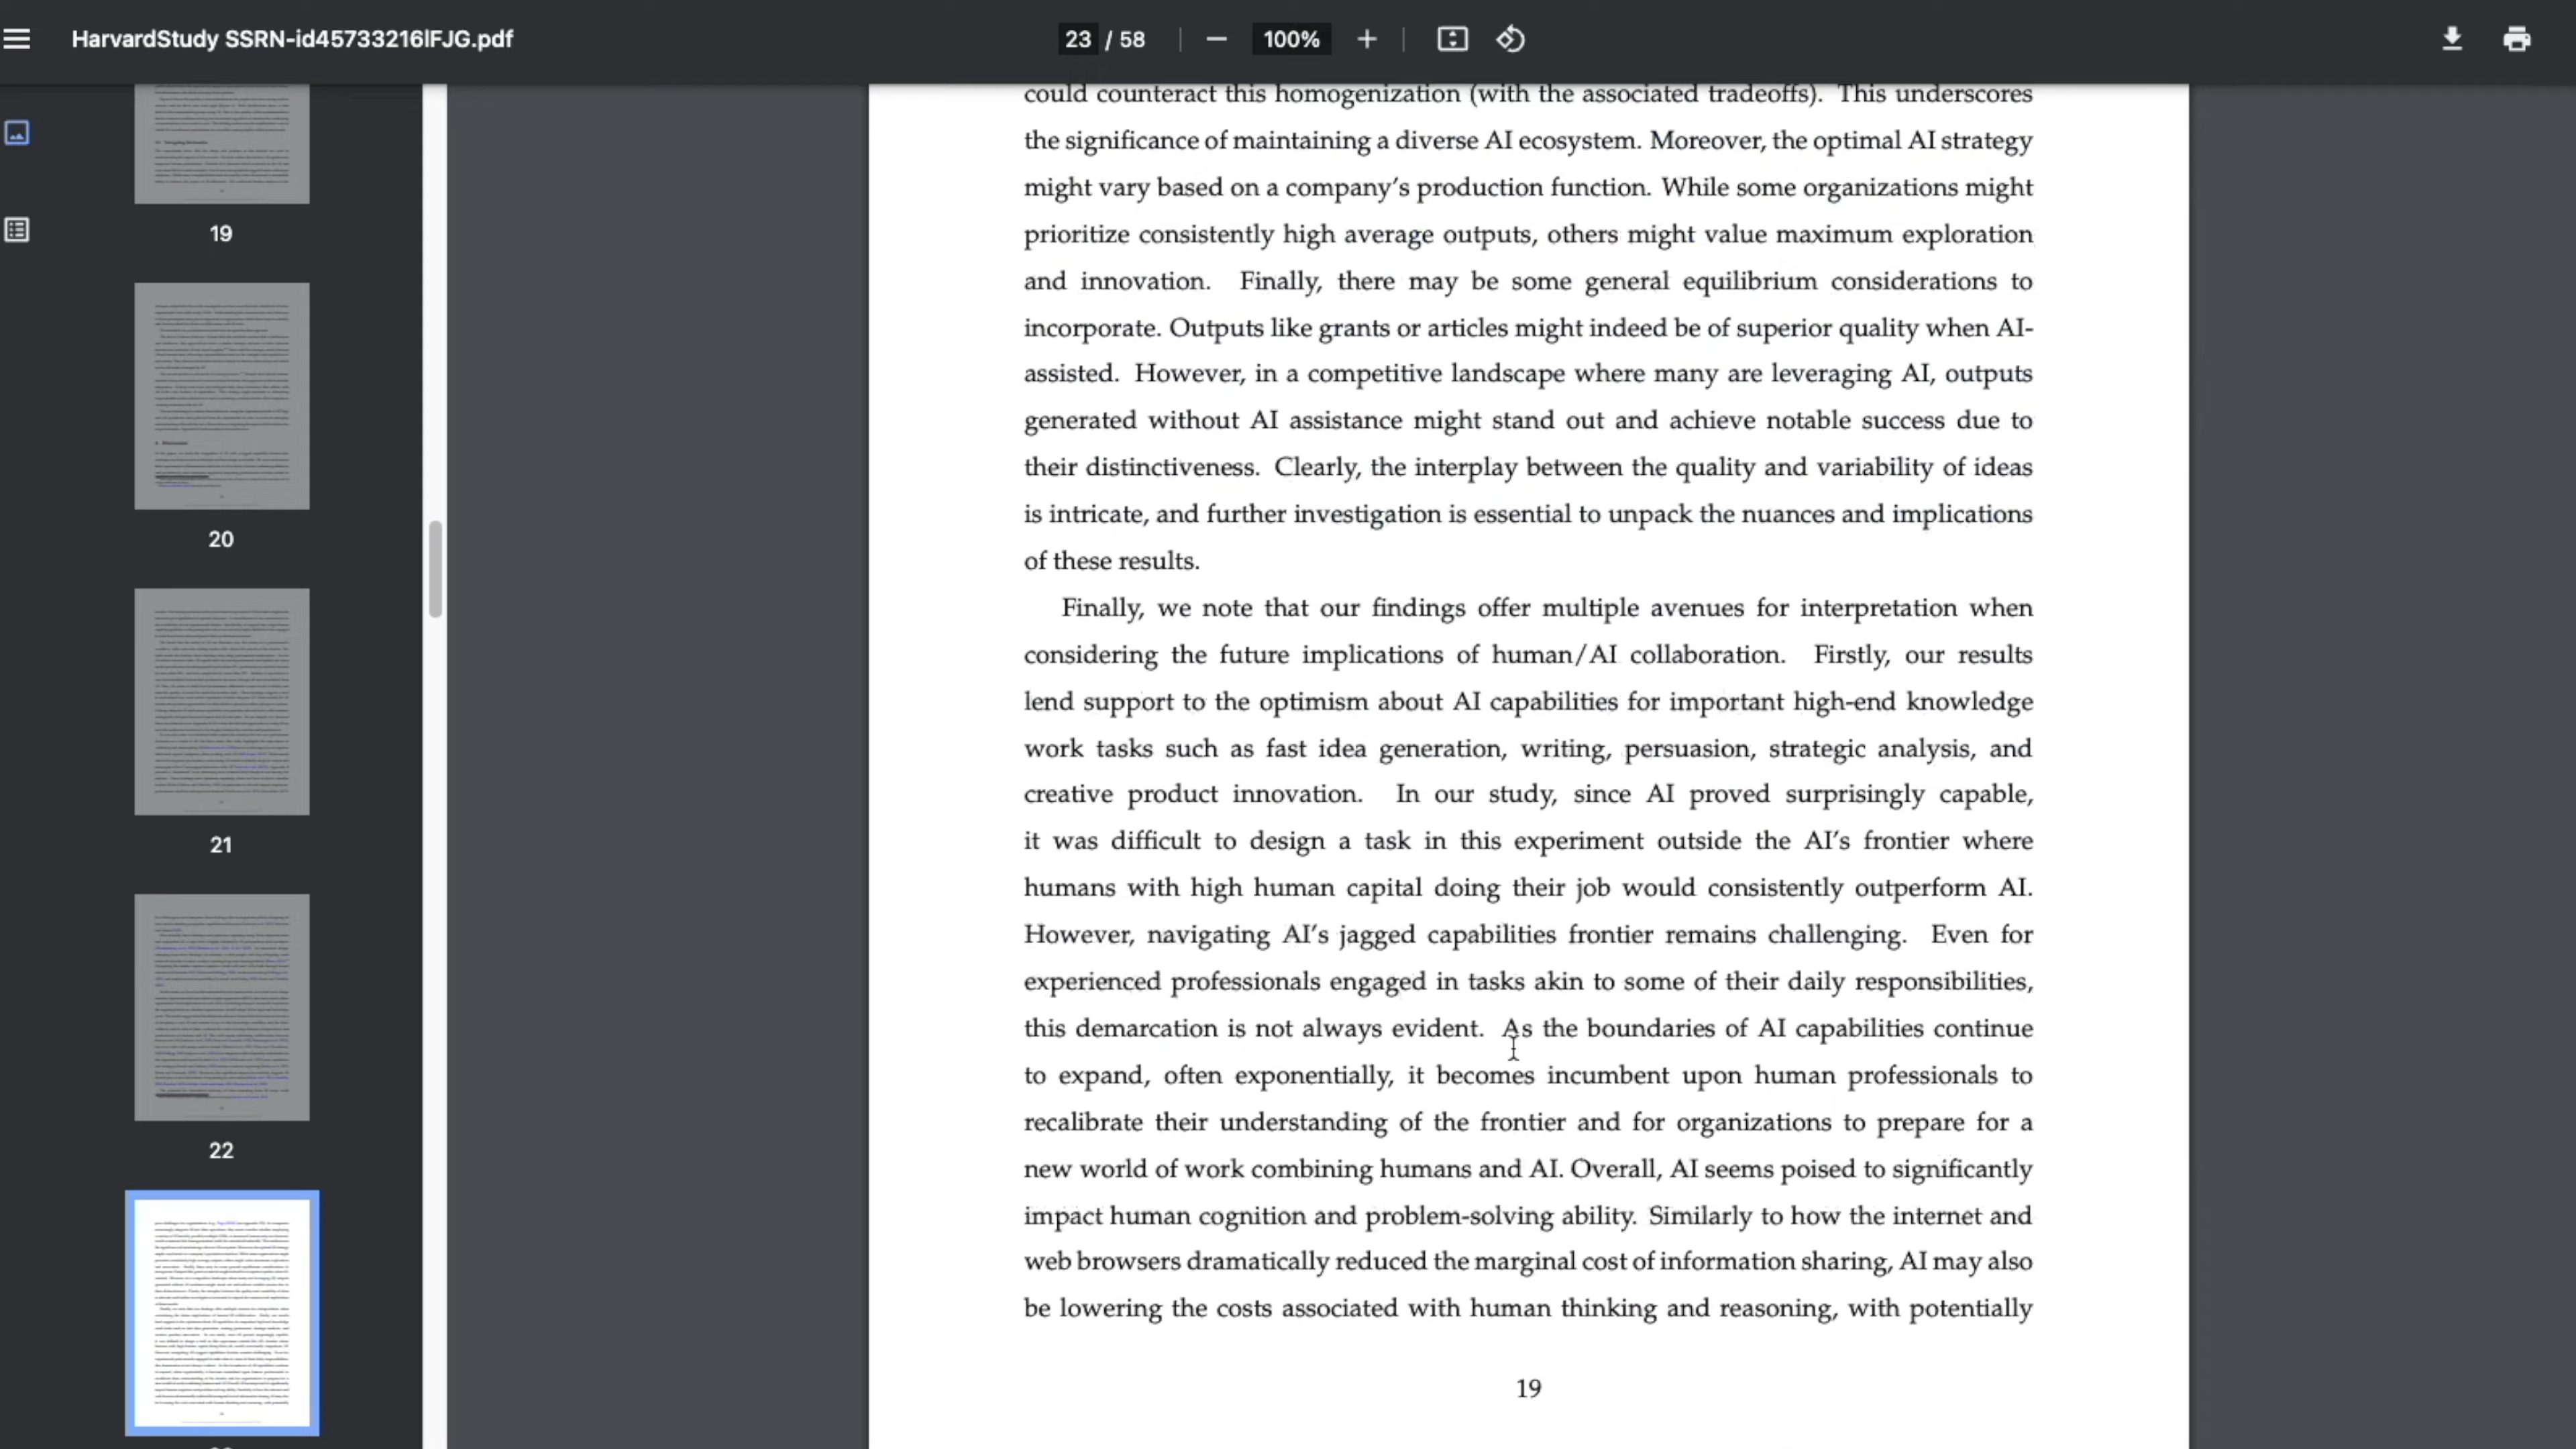 HarvardStudy SSRN-id45733216lFJG.pdf
23 / 58
100%
19
20
21
22
could counteract this homogenization (with the associated tradeoffs). This underscores
the significance of maintaining a diverse AI ecosystem. Moreover, the optimal AI strategy
might vary based on a company's production function. While some organizations might
prioritize consistently high average outputs, others might value maximum exploration
and innovation. Finally, there may be some general equilibrium considerations to
incorporate. Outputs like grants or articles might indeed be of superior quality when AI-
assisted. However, in a competitive landscape where many are leveraging AI, outputs
generated without AI assistance might stand out and achieve notable success due to
their distinctiveness. Clearly, the interplay between the quality and variability of ideas
is intricate, and further investigation is essential to unpack the nuances and implications
of these results.
Finally, we note that our findings offer multiple avenues for interpretation when
considering the future implications of human/AI collaboration. Firstly, our results
lend support to the optimism about AI capabilities for important high-end knowledge
work tasks such as fast idea generation, writing, persuasion, strategic analysis, and
creative product innovation. In our study, since AI proved surprisingly capable,
it was difficult to design a task in this experiment outside the AI's frontier where
humans with high human capital doing their job would consistently outperform AI.
However, navigating AI's jagged capabilities frontier remains challenging. Even for
experienced professionals engaged in tasks akin to some of their daily responsibilities,
this demarcation is not always evident. As the boundaries of AI capabilities continue
to expand, often exponentially, it becomes incumbent upon human professionals to
recalibrate their understanding of the frontier and for organizations to prepare for a
new world of work combining humans and AI. Overall, AI seems poised to significantly
impact human cognition and problem-solving ability. Similarly to how the internet and
web browsers dramatically reduced the marginal cost of information sharing, AI may also
be lowering the costs associated with human thinking and reasoning, with potentially
19